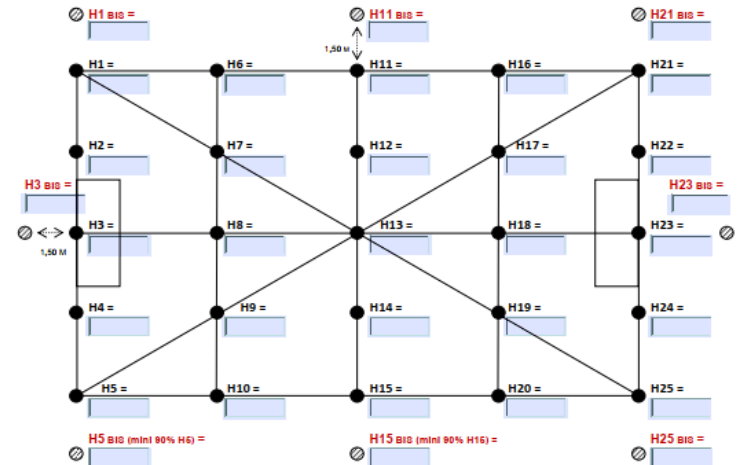 H1 BIS = H11 BIS = H21 BIS =
1,50 M
H1 = H6 = H11 = H16 = H21 =
H2 = H7 = H12 = H17 = H22 =
H3 BIS = H23 BIS =
H3 = H8 = H13 = H18 = H23 =
1,50 M
H4 = H9 = H14 = H19 = H24 =
H5 = H10 = H15 = H20 = H25 =
H5 BIS (mini 90% H5) = H15 BIS (mini 90% H15) = H25 BIS =